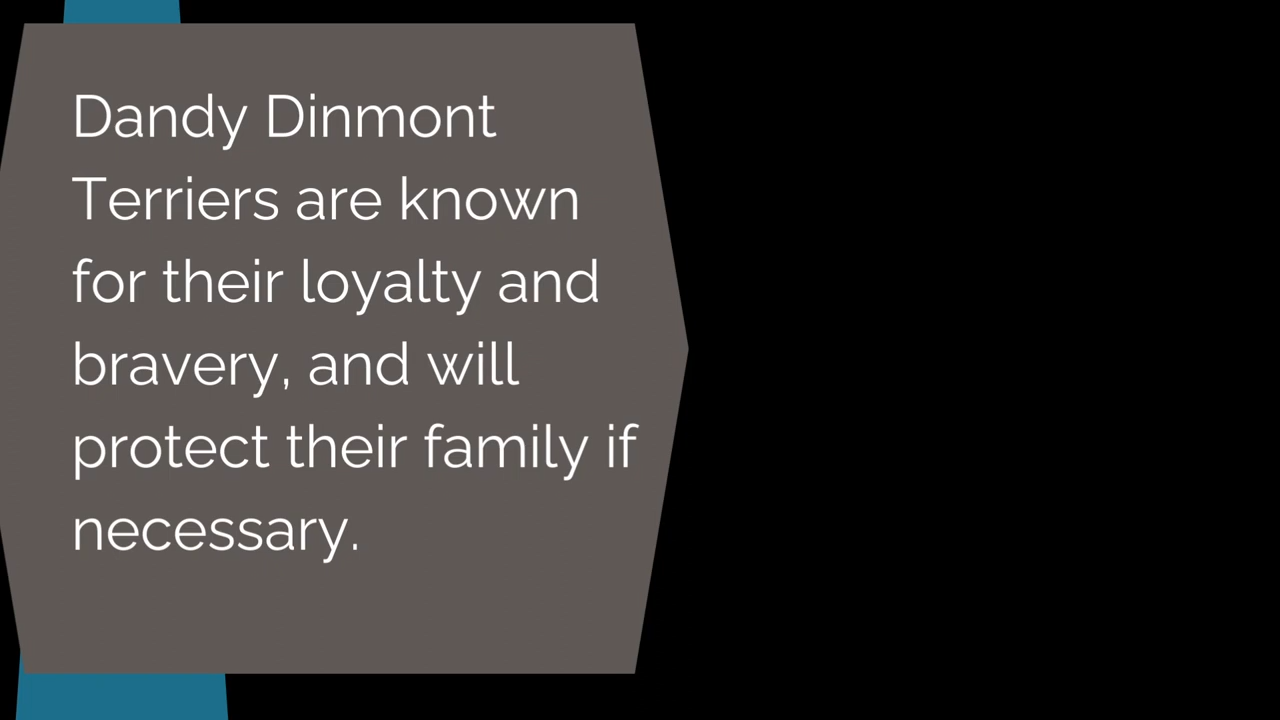 Dandy Dinmont
Terriers are known
for their loyalty and
bravery, and will
protect their family if
necessary.